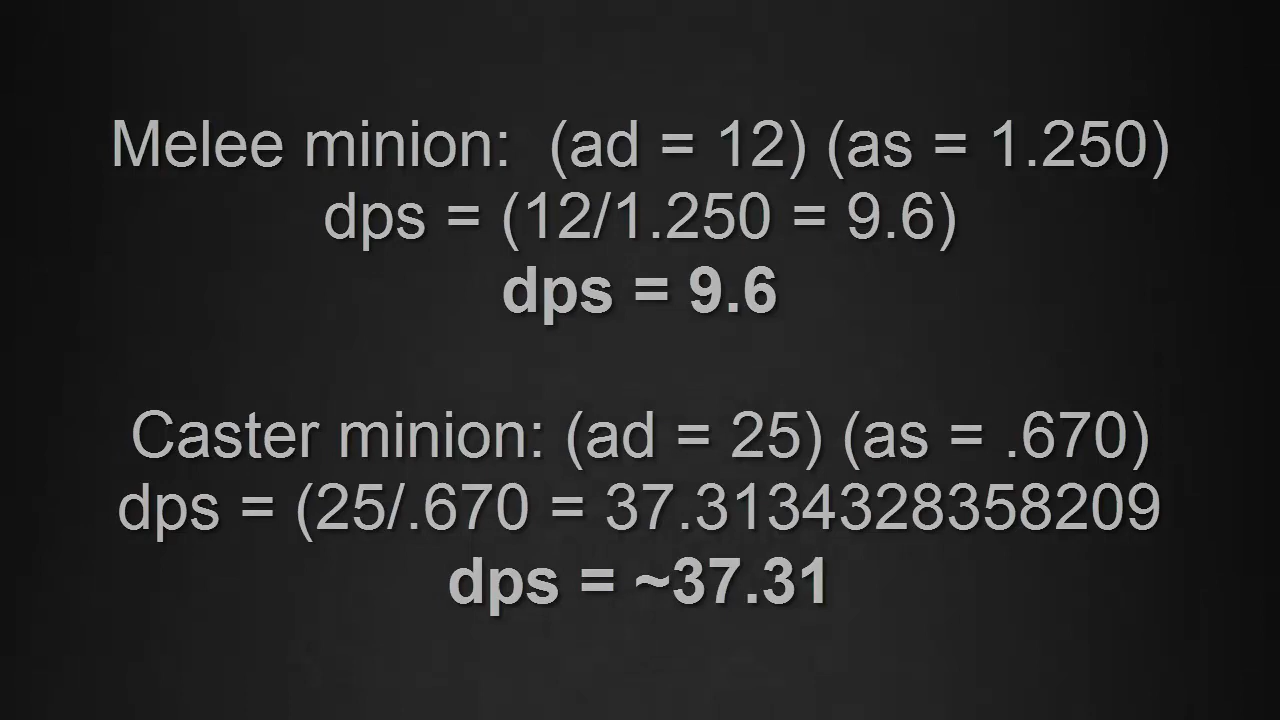 Melee minion:  (ad = 12) (as = 1.250)
dps = (12/1.250 = 9.6)
dps = 9.6
Caster minion: (ad = 25) (as = .670)
dps = (25/.670 = 37.3134328358209
dps = ~37.31